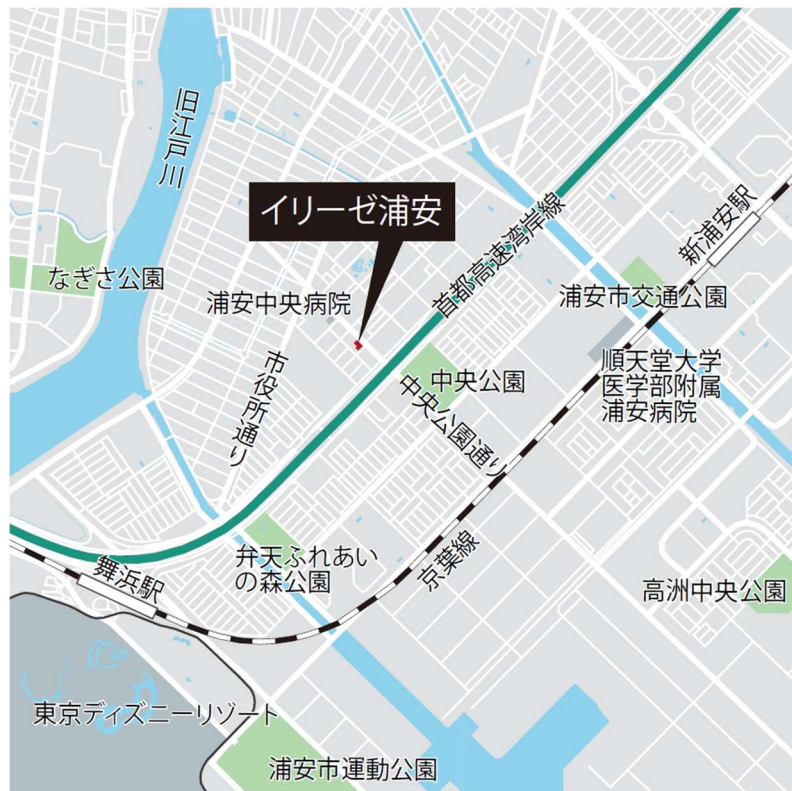 旧江戸川
イリーゼ浦安
首都高速湾岸線
新浦安駅
なぎさ公園
浦安中央病院
浦安市交通公園
市役所通り
中央公園
中央公園通り
順天堂大学
医学部附属
浦安病院
弁天ふれあい
の森公園
京葉線
舞浜駅
高洲中央公園
東京ディズニーリゾート
浦安市運動公園